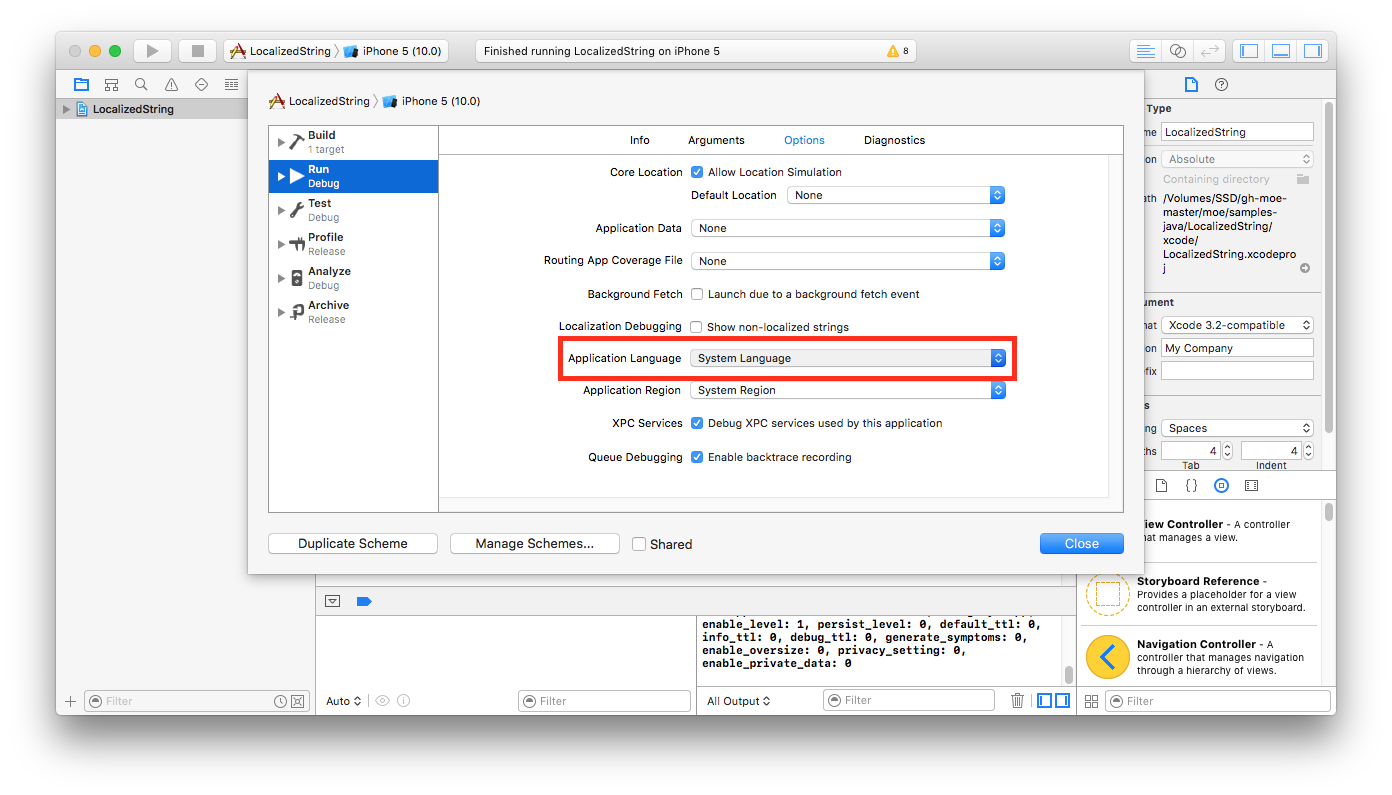 LocalizedString
iPhone 5 (10.0)
Finished running LocalizedString on iPhone 5
8
LocalizedString
LocalizedString
iPhone 5 (10.0)
Build
1 target
Run
Debug
Test
Debug
Profile
Release
Analyze
Debug
Archive
Release
Info
Arguments
Options
Diagnostics
Core Location
Allow Location Simulation
Default Location
None
Application Data
None
Routing App Coverage File
None
Background Fetch
Launch due to a background fetch event
Localization Debugging
Show non-localized strings
Application Language
System Language
Application Region
System Region
XPC Services
Debug XPC services used by this application
Queue Debugging
Enable backtrace recording
Duplicate Scheme
Manage Schemes...
Shared
Close
Type
me
LocalizedString
on
Absolute
Containing directory
ath
/Volumes/SSD/gh-moe-
master/moe/samples-
java/LocalizedString/
xcode/
LocalizedString.xcodepro
j
ument
nat
Xcode 3.2-compatible
on
My Company
efix
s
ng
Spaces
ths
4
4
Tab
Indent
iew Controller - A controller
hat manages a view.
Storyboard Reference -
Provides a placeholder for a view
controller in an external storyboard.
Navigation Controller - A
controller that manages navigation
through a hierarchy of views.
enable_level: 1, persist_level: 0, default_ttl: 0,
info_ttl: 0, debug_ttl: 0, generate_symptoms: 0,
enable_oversize: 0, privacy_setting: 0,
enable_private_data: 0
Filter
Auto
Filter
All Output
Filter
Filter